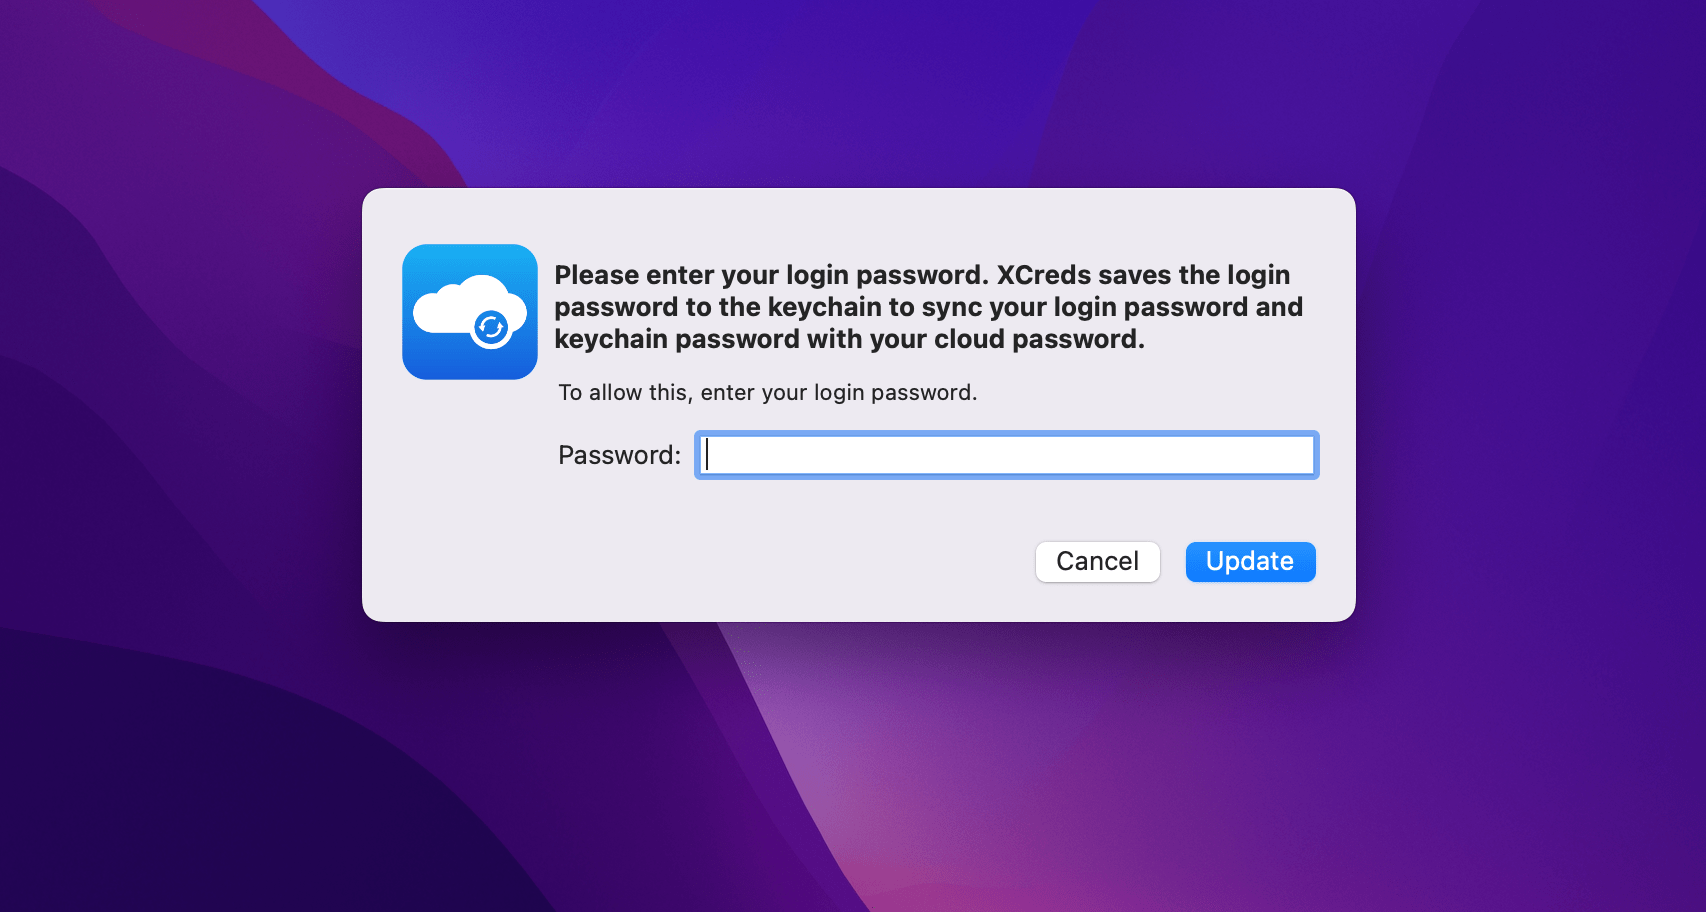 Please enter your login password. XCreds saves the login
password to the keychain to sync your login password and
keychain password with your cloud password.
To allow this, enter your login password.
Password:
Cancel
Update